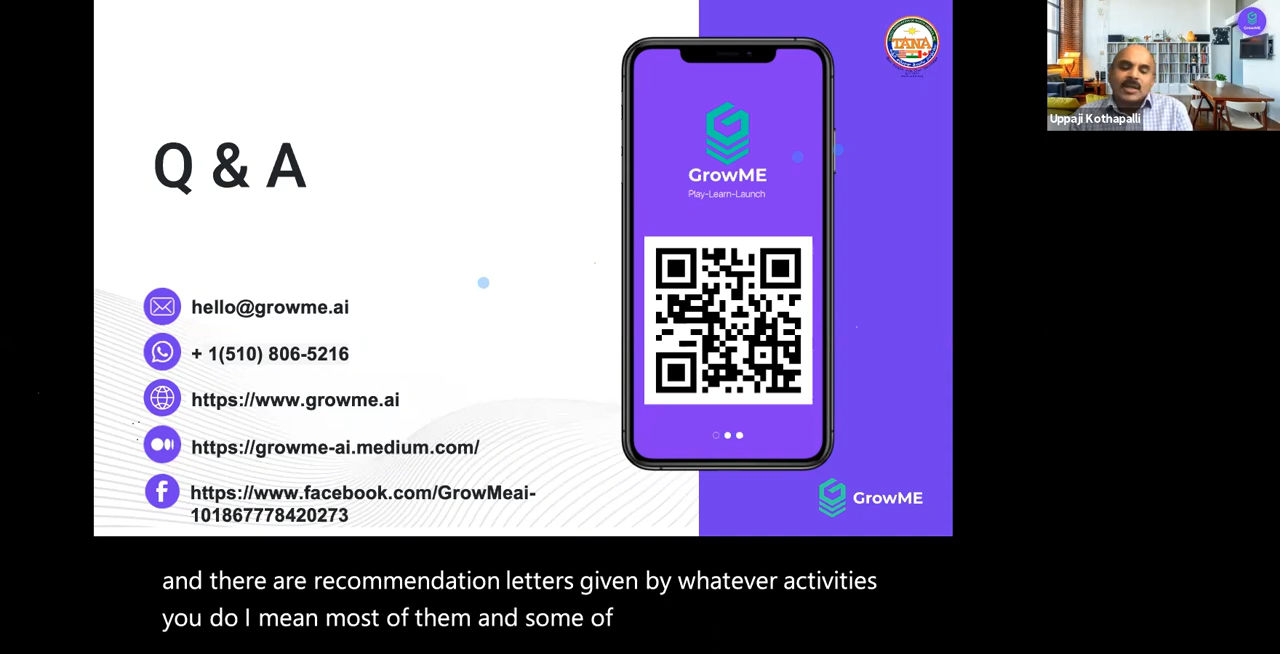 Q & A
hello@growme.ai
+ 1(510) 806-5216
https://www.growme.ai
https://growme-ai.medium.com/
https://www.facebook.com/GrowMeai-
101867778420273
GrowME
Play-Learn-Launch
TANA
GrowME
Uppaji Kothapalli
and there are recommendation letters given by whatever activities
you do I mean most of them and some of